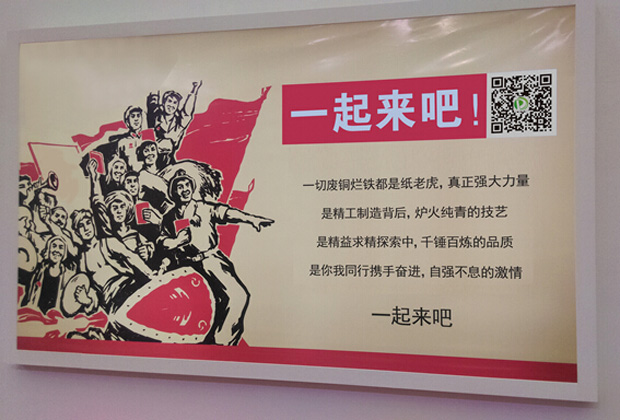 一起来吧！
一切废铜烂铁都是纸老虎，真正强大力量
是精工制造背后，炉火纯青的技艺
是精益求精探索中，千锤百炼的品质
是你我同行携手奋进，自强不息的激情
一起来吧